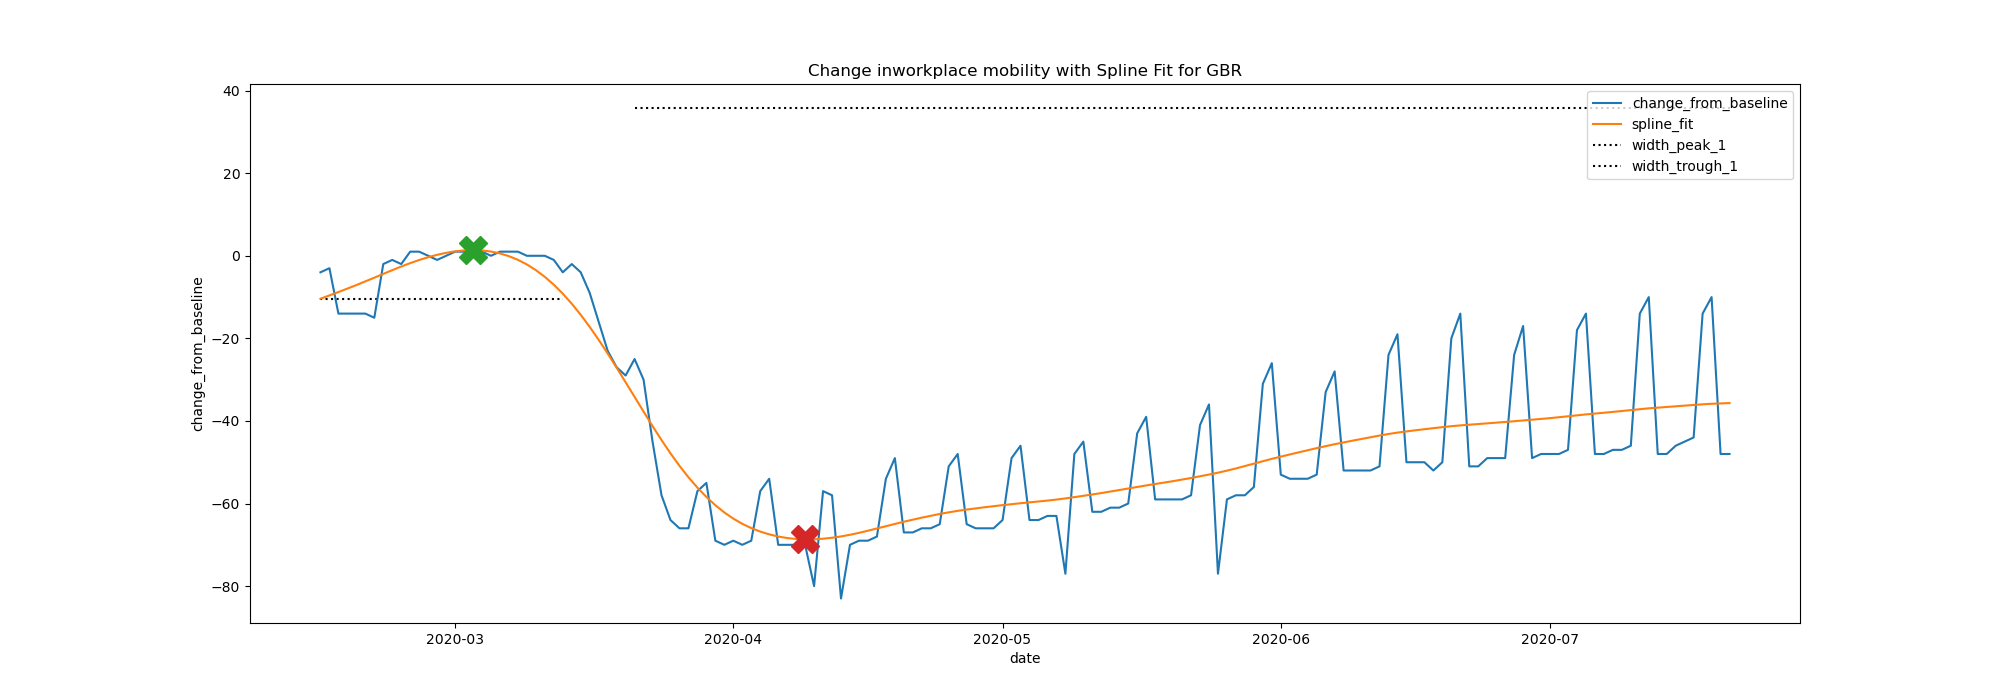 Change inworkplace mobility with Spline Fit for GBR
change_from_baseline
40
20
0
−20
−40
−60
−80
change_from_baseline
spline_fit
width_peak_1
width_trough_1
2020-03
2020-04
2020-05
2020-06
2020-07
date